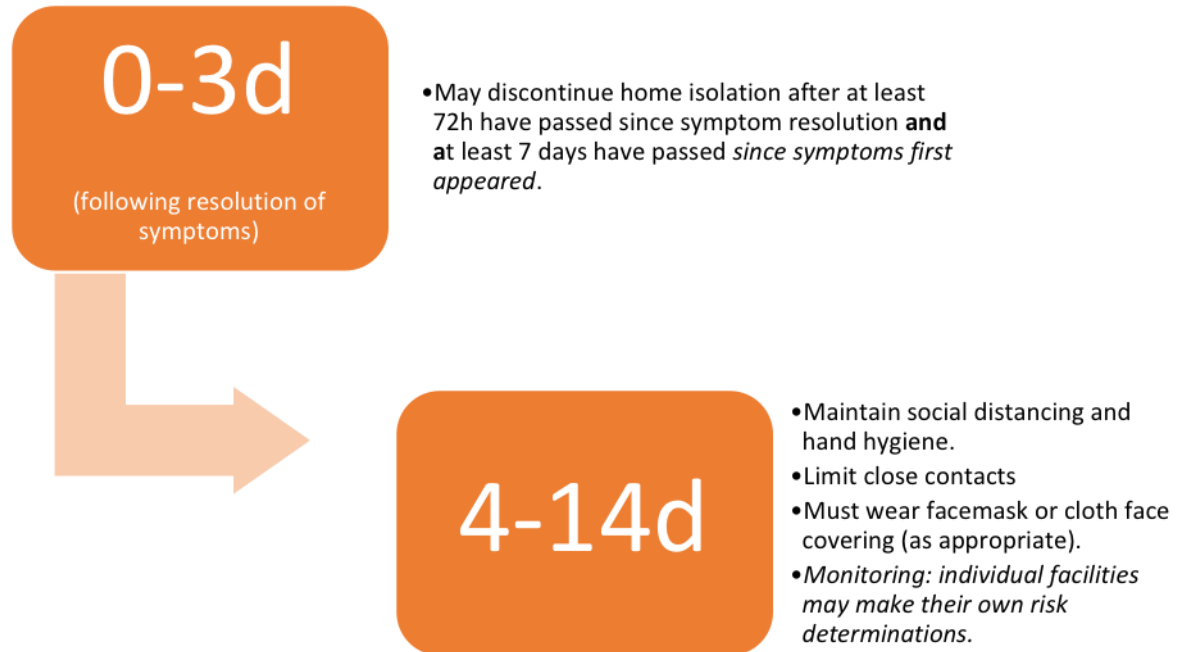 0-3d
(following resolution of
symptoms)
•May discontinue home isolation after at least
72h have passed since symptom resolution and
at least 7 days have passed since symptoms first
appeared.
4-14d
•Maintain social distancing and
hand hygiene.
•Limit close contacts
•Must wear facemask or cloth face
covering (as appropriate).
•Monitoring: individual facilities
may make their own risk
determinations.